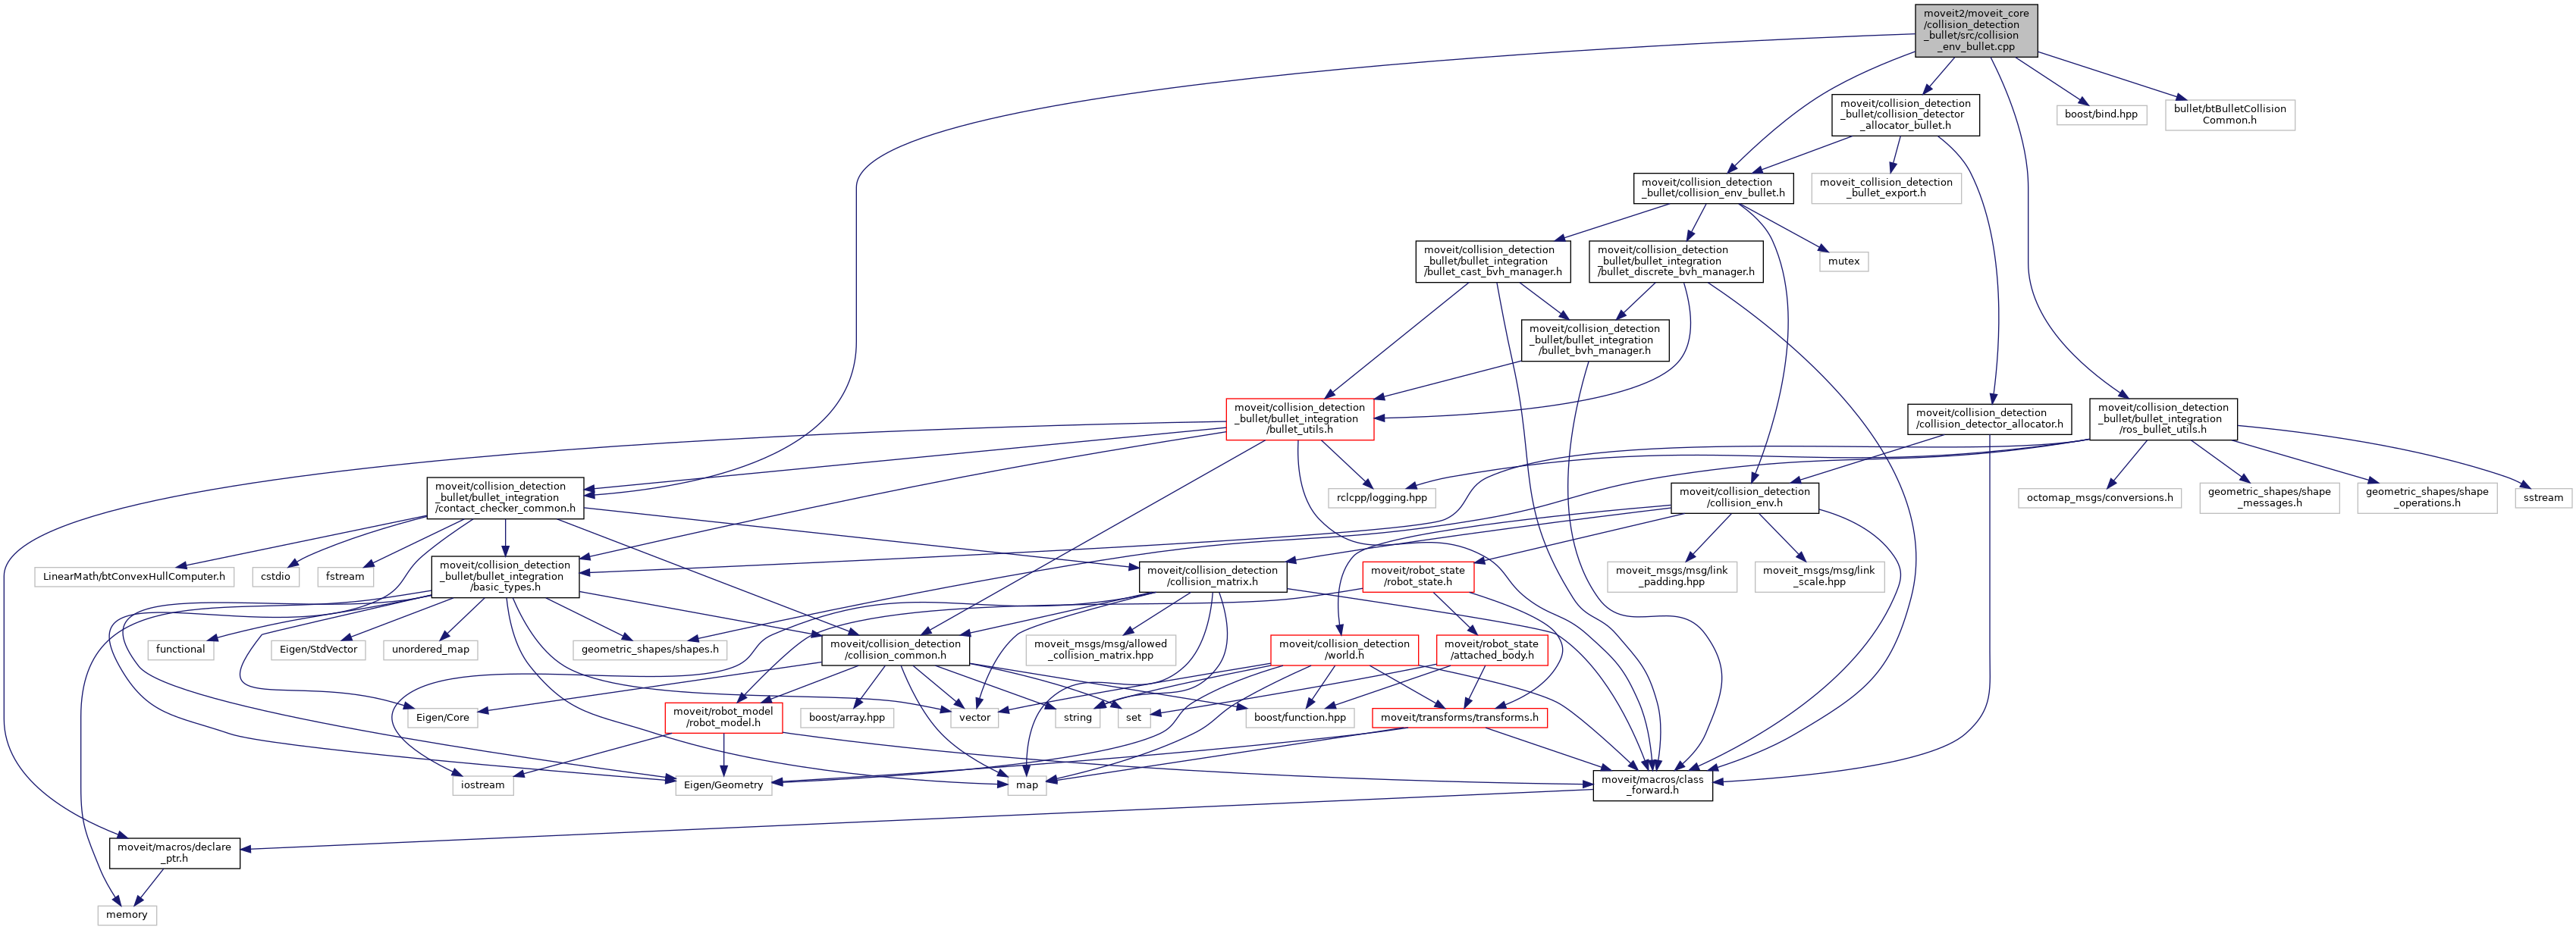 moveit2/moveit_core
/collision_detection
_bullet/src/collision
_env_bullet.cpp
moveit/collision_detection
_bullet/collision_detector
_allocator_bullet.h
boost/bind.hpp
bullet/btBulletCollision
Common.h
moveit/collision_detection
_bullet/collision_env_bullet.h
moveit_collision_detection
_bullet_export.h
moveit/collision_detection
_bullet/bullet_integration
/bullet_cast_bvh_manager.h
moveit/collision_detection
_bullet/bullet_integration
/bullet_discrete_bvh_manager.h
mutex
moveit/collision_detection
_bullet/bullet_integration
/bullet_bvh_manager.h
moveit/collision_detection
_bullet/bullet_integration
/bullet_utils.h
moveit/collision_detection
/collision_detector_allocator.h
moveit/collision_detection
_bullet/bullet_integration
/ros_bullet_utils.h
moveit/collision_detection
_bullet/bullet_integration
/contact_checker_common.h
rclcpp/logging.hpp
moveit/collision_detection
/collision_env.h
octomap_msgs/conversions.h
geometric_shapes/shape
_messages.h
geometric_shapes/shape
_operations.h
sstream
LinearMath/btConvexHullComputer.h
cstdio
fstream
moveit/collision_detection
_bullet/bullet_integration
/basic_types.h
moveit/collision_detection
/collision_matrix.h
moveit/robot_state
/robot_state.h
moveit_msgs/msg/link
_padding.hpp
moveit_msgs/msg/link
_scale.hpp
functional
Eigen/StdVector
unordered_map
geometric_shapes/shapes.h
moveit/collision_detection
/collision_common.h
moveit_msgs/msg/allowed
_collision_matrix.hpp
moveit/collision_detection
/world.h
moveit/robot_state
/attached_body.h
Eigen/Core
moveit/robot_model
/robot_model.h
boost/array.hpp
vector
string
set
boost/function.hpp
moveit/transforms/transforms.h
iostream
Eigen/Geometry
map
moveit/macros/class
_forward.h
moveit/macros/declare
_ptr.h
memory